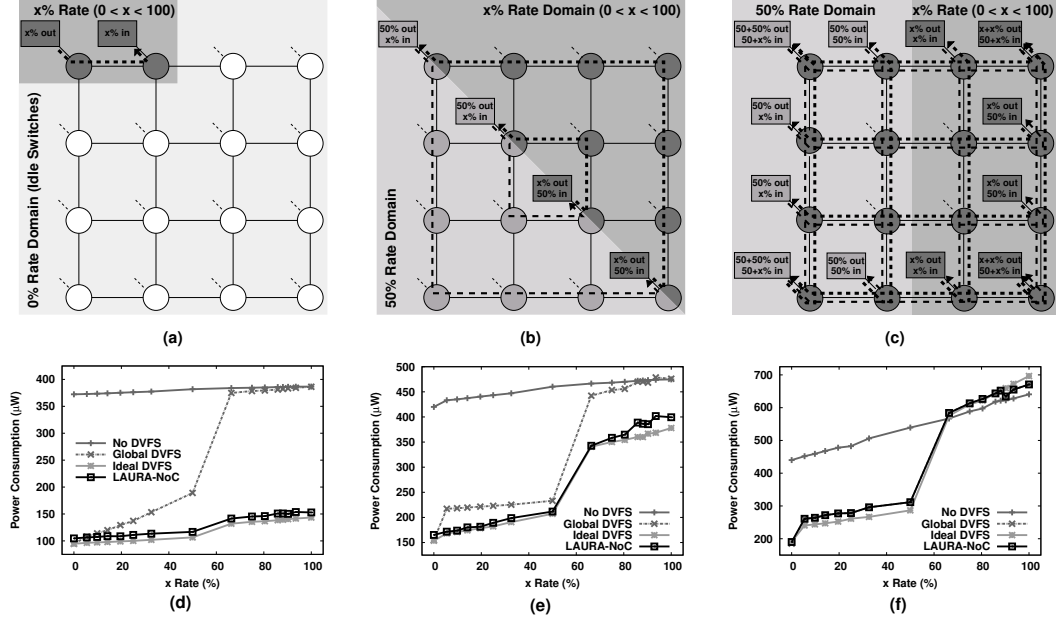 x% Rate (0 < x < 100)
x% out
x% in
0% Rate Domain (Idle Switches)
(a)
x% Rate Domain (0 < x < 100)
50% out
x% in
50% out
x% in
x% out
50% in
x% out
50% in
50% Rate Domain
(b)
50% Rate Domain
x% Rate (0 < x < 100)
50+50% out
50+x% in
50% out
50% in
x% out
x% in
x+x% out
50+x% in
50% out
x% in
x% out
50% in
50% out
x% in
x% out
50% in
50+50% out
50+x% in
50% out
50% in
x% out
x% in
x+x% out
50+x% in
(c)
Power Consumption (µW)
400
350
300
250
200
150
100
No DVFS
Global DVFS
Ideal DVFS
LAURA-NoC
0 20 40 60 80 100
x Rate (%)
(d)
Power Consumption (µW)
500
450
400
350
300
250
200
150
No DVFS
Global DVFS
Ideal DVFS
LAURA-NoC
0 20 40 60 80 100
x Rate (%)
(e)
Power Consumption (µW)
700
600
500
400
300
200
No DVFS
Global DVFS
Ideal DVFS
LAURA-NoC
0 20 40 60 80 100
x Rate (%)
(f)